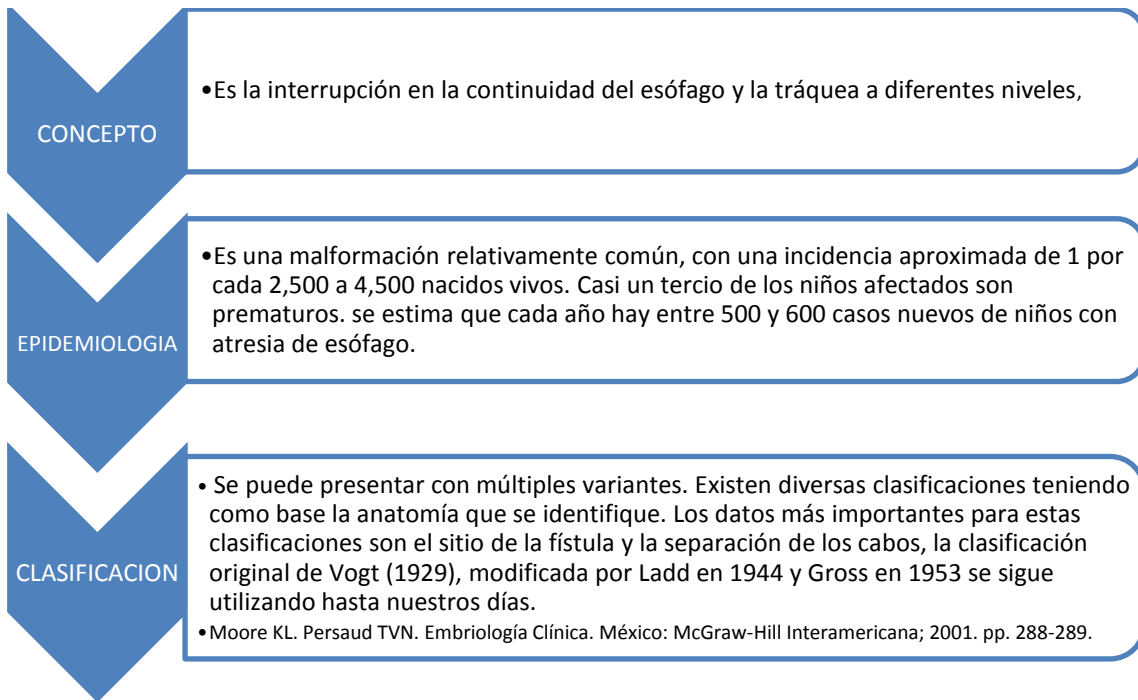 CONCEPTO
•Es la interrupción en la continuidad del esófago y la tráquea a diferentes niveles,
EPIDEMIOLOGIA
•Es una malformación relativamente común, con una incidencia aproximada de 1 por
cada 2,500 a 4,500 nacidos vivos. Casi un tercio de los niños afectados son
prematuros. se estima que cada año hay entre 500 y 600 casos nuevos de niños con
atresia de esófago.
CLASIFICACION
• Se puede presentar con múltiples variantes. Existen diversas clasificaciones teniendo
como base la anatomía que se identifique. Los datos más importantes para estas
clasificaciones son el sitio de la fístula y la separación de los cabos, la clasificación
original de Vogt (1929), modificada por Ladd en 1944 y Gross en 1953 se sigue
utilizando hasta nuestros días.
•Moore KL. Persaud TVN. Embriología Clínica. México: McGraw-Hill Interamericana; 2001. pp. 288-289.